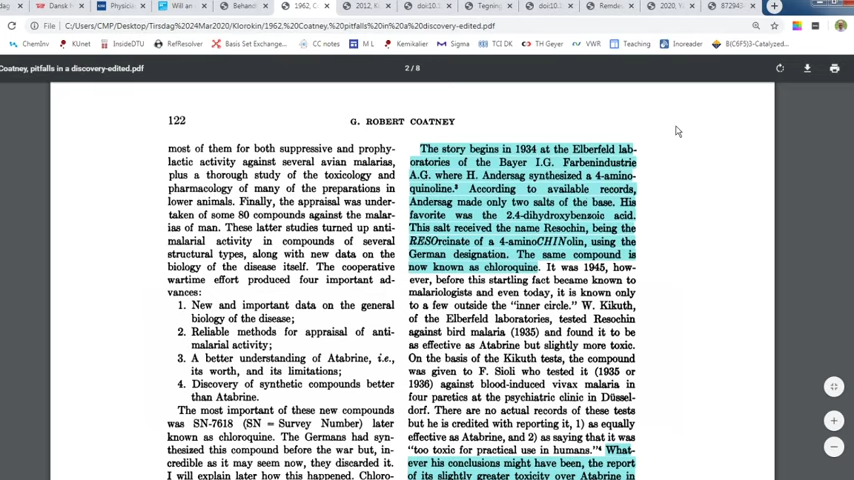 Dansk
Physician
Will an
Behandl
1962, Co
2012, K
doi10.
Tegning
doi10.
Remde
2020, Y
872943
C:/Users/CMP/Desktop/Tirsdag%2024Mar2020/Klorokin/1962,%20Coatney,%20pitfalls%20in%20a%20discovery-edited.pdf
ChemInv KUnet InsideDTU RefResolver Basis Set Exchange... CC notes M L Kemikalier Sigma TCI DK TH Geyer VWR Teaching Inoreader B(C6F5)3-Catalyzed...
Coatney, pitfalls in a discovery-edited.pdf
2/8
122
G. ROBERT COATNEY
most of them for both suppressive and prophy-
lactic activity against several avian malarias,
plus a thorough study of the toxicology and
pharmacology of many of the preparations in
lower animals. Finally, the appraisal was under-
taken of some 80 compounds against the malar-
ias of man. These latter studies turned up anti-
malarial activity in compounds of several
structural types, along with new data on the
biology of the disease itself. The cooperative
wartime effort produced four important ad-
vances:
1. New and important data on the general
biology of the disease;
2. Reliable methods for appraisal of anti-
malarial activity;
3. A better understanding of Atabrine, i.e.,
its worth, and its limitations;
4. Discovery of synthetic compounds better
than Atabrine.
The most important of these new compounds
was SN-7618 (SN = Survey Number) later
known as chloroquine. The Germans had syn-
thesized this compound before the war but, in-
credible as it may seem now, they discarded it.
I will explain later how this happened. Chloro-
The story begins in 1934 at the Elberfeld lab-
oratories of the Bayer I.G. Farbenindustrie
A.G. where H. Andersag synthesized a 4-amino-
quinoline.³ According to available records,
Andersag made only two salts of the base. His
favorite was the 2.4-dihydroxybenzoic acid.
This salt received the name Resochin, being the
RESOrcinate of a 4-aminoCHINolin, using the
German designation. The same compound is
now known as chloroquine. It was 1945, how-
ever, before this startling fact became known to
malariologists and even today, it is known only
to a few outside the "inner circle." W. Kikuth,
of the Elberfeld laboratories, tested Resochin
against bird malaria (1935) and found it to be
as effective as Atabrine but slightly more toxic.
On the basis of the Kikuth tests, the compound
was given to F. Sioli who tested it (1935 or
1936) against blood-induced vivax malaria in
four paretics at the psychiatric clinic in Düssel-
dorf. There are no actual records of these tests
but he is credited with reporting it, 1) as equally
effective as Atabrine, and 2) as saying that it was
"too toxic for practical use in humans."⁴ What-
ever his conclusions might have been, the report
of its slightly greater toxicity over Atabrine in